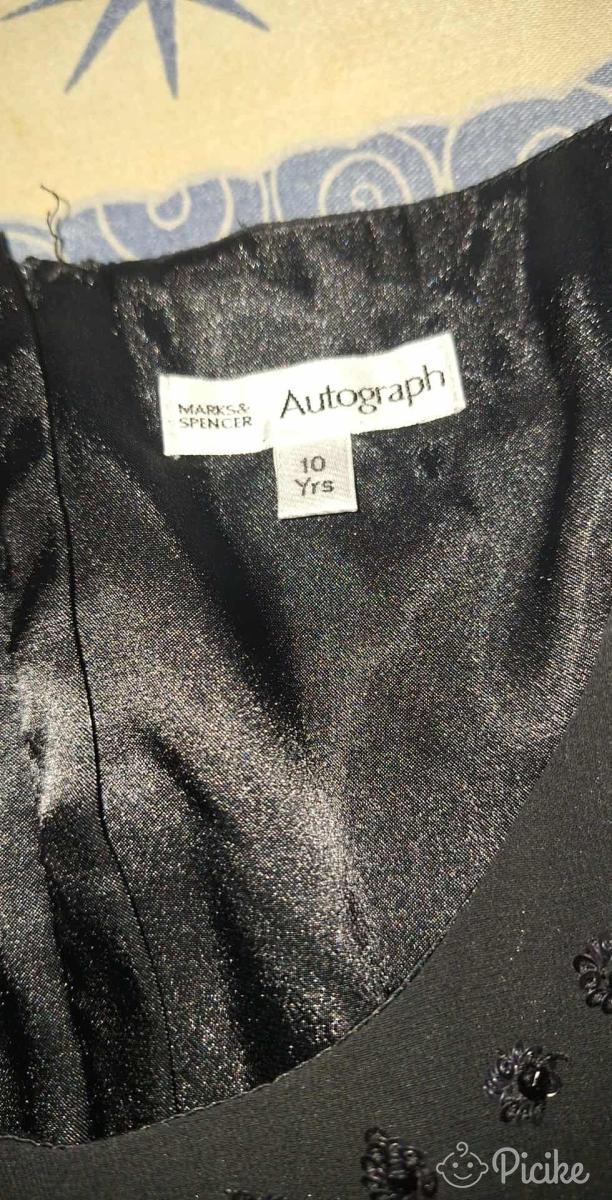 MARKS&
SPENCER
Autograph
10
Yrs
Picike